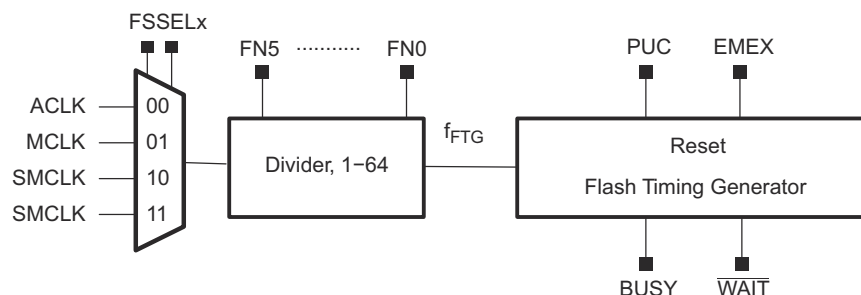 FSSELx
FN5 ........... FN0
PUC EMEX
ACLK 00
MCLK 01
SMCLK 10
SMCLK 11
Divider, 1−64
fFTG
Reset
Flash Timing Generator
BUSY WAIT